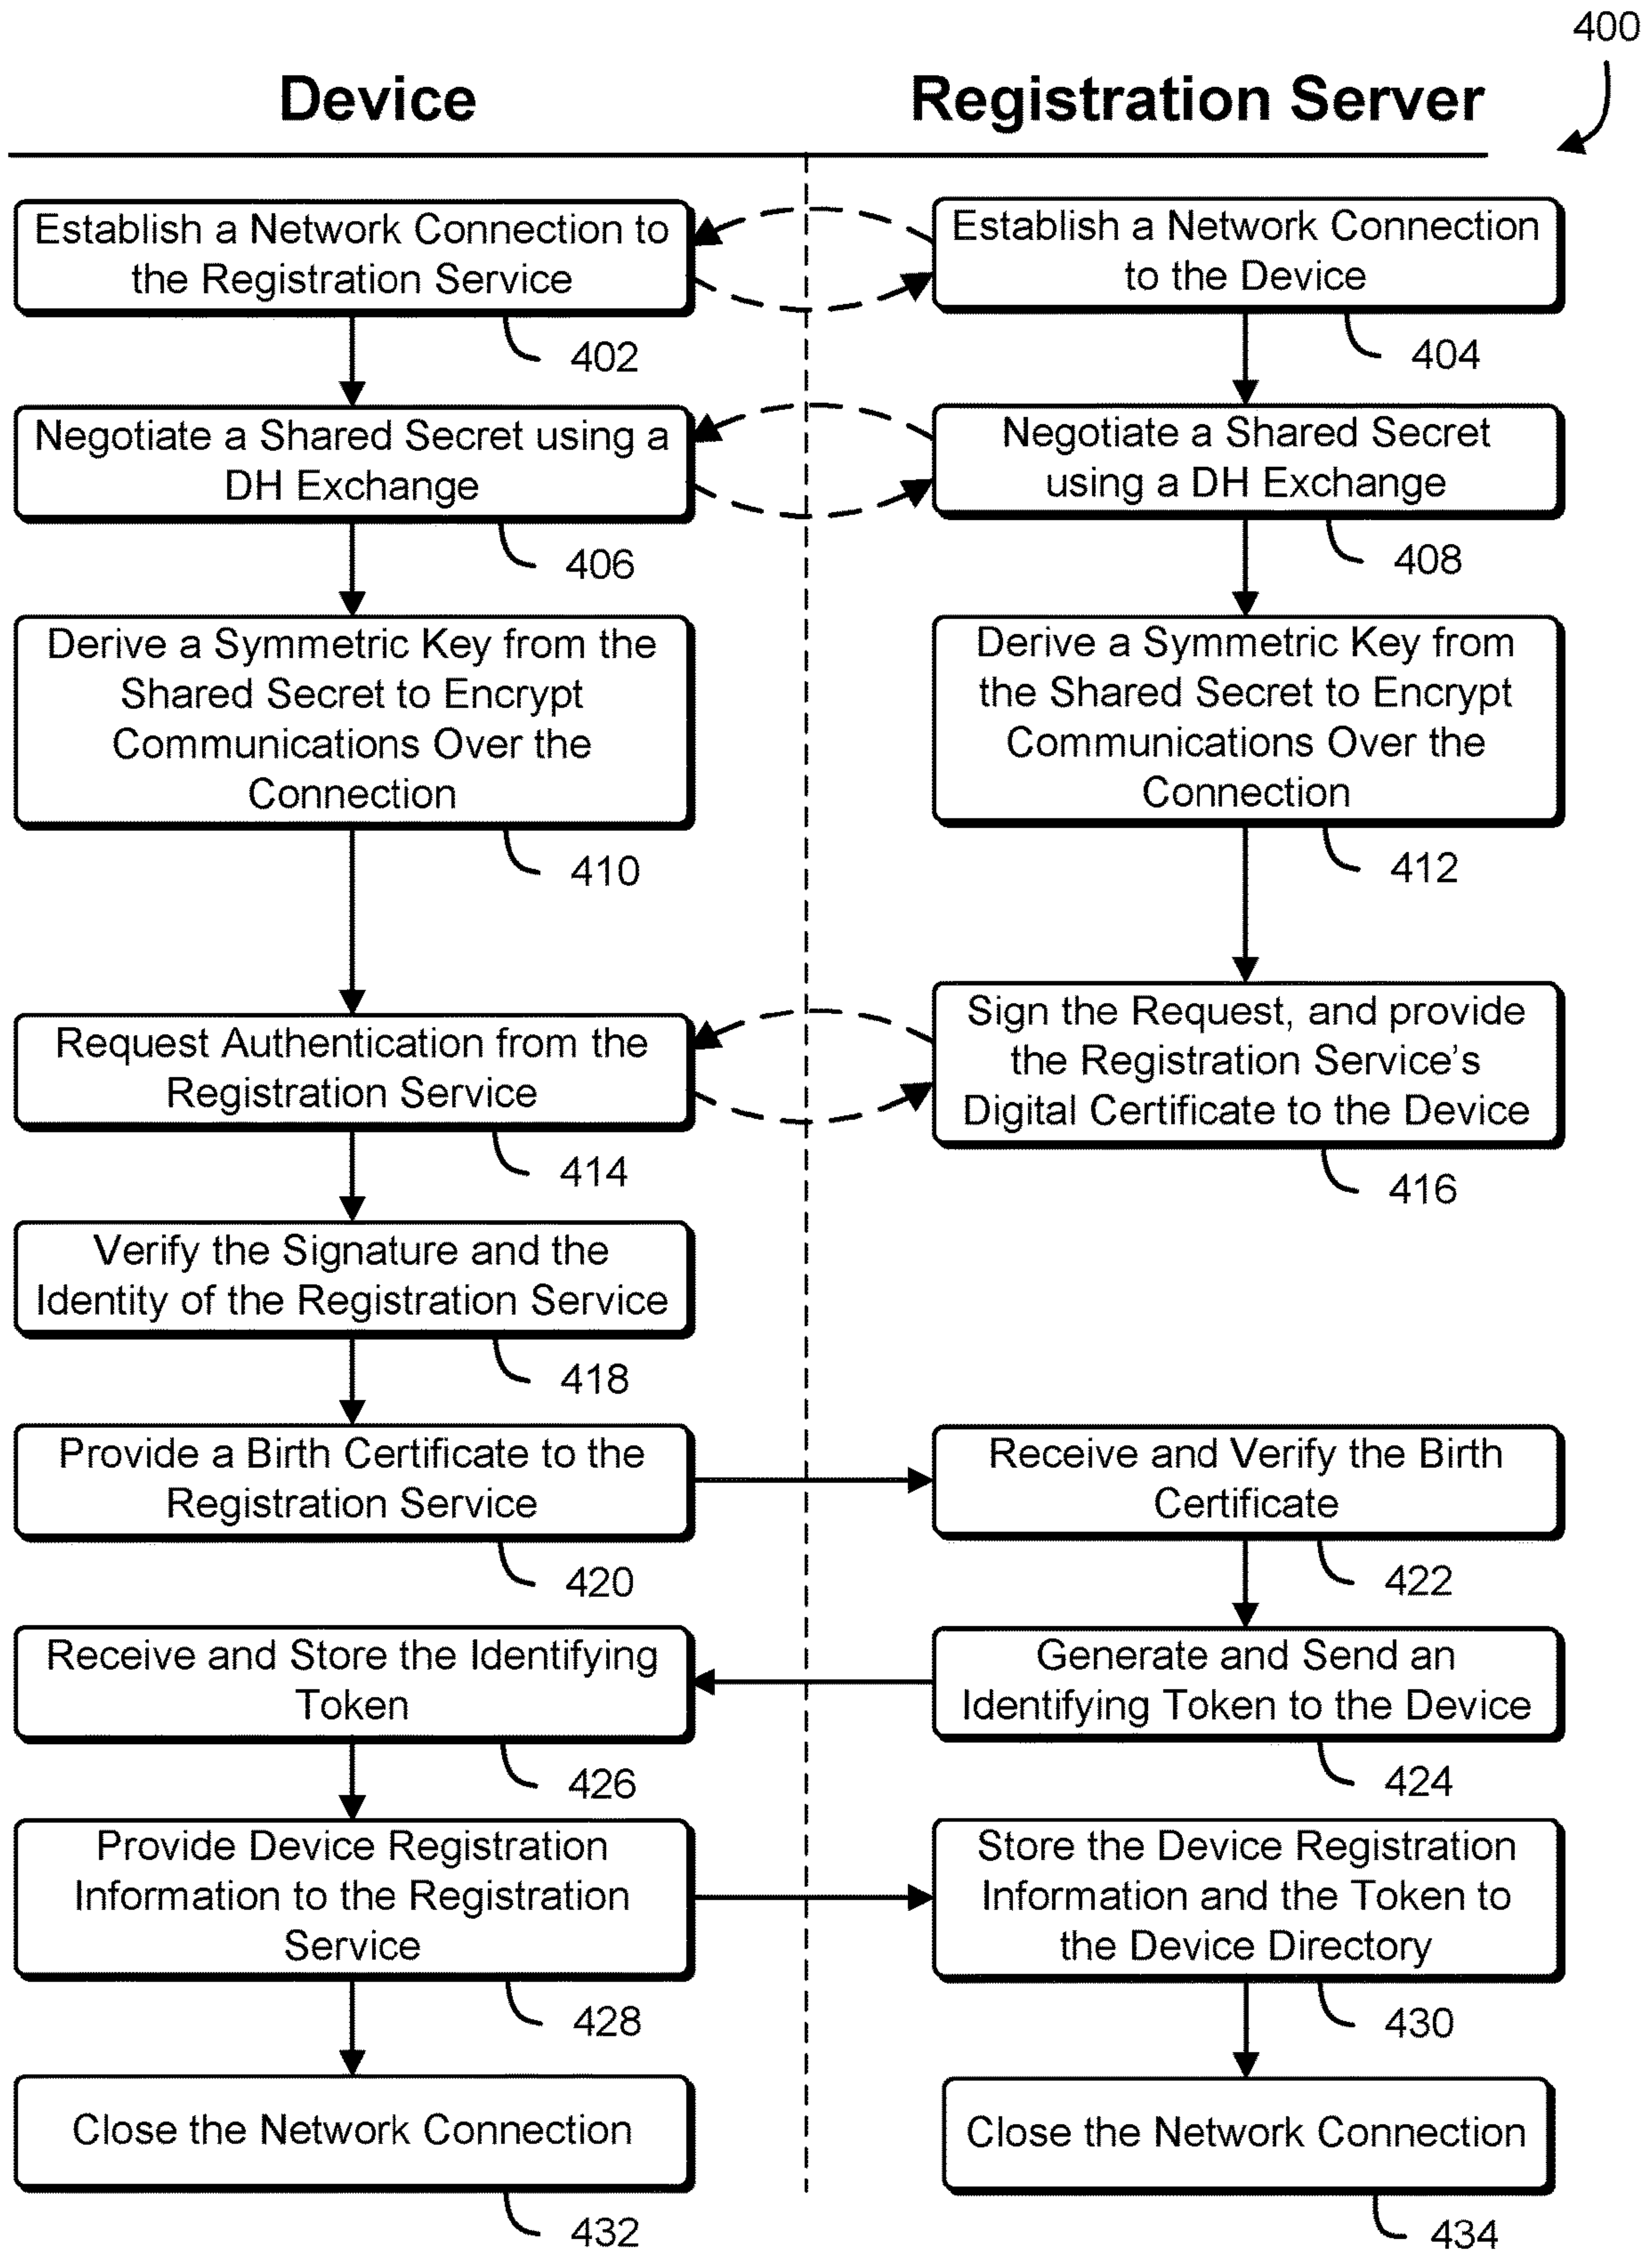 400
Device
Registration Server
Establish a Network Connection to
the Registration Service
402
Establish a Network Connection
to the Device
404
Negotiate a Shared Secret using a
DH Exchange
406
Negotiate a Shared Secret
using a DH Exchange
408
Derive a Symmetric Key from the
Shared Secret to Encrypt
Communications Over the
Connection
410
Derive a Symmetric Key from
the Shared Secret to Encrypt
Communications Over the
Connection
412
Request Authentication from the
Registration Service
414
Sign the Request, and provide
the Registration Service's
Digital Certificate to the Device
416
Verify the Signature and the
Identity of the Registration Service
418
Provide a Birth Certificate to the
Registration Service
420
Receive and Verify the Birth
Certificate
422
Receive and Store the Identifying
Token
426
Generate and Send an
Identifying Token to the Device
424
Provide Device Registration
Information to the Registration
Service
428
Store the Device Registration
Information and the Token to
the Device Directory
430
Close the Network Connection
432
Close the Network Connection
434